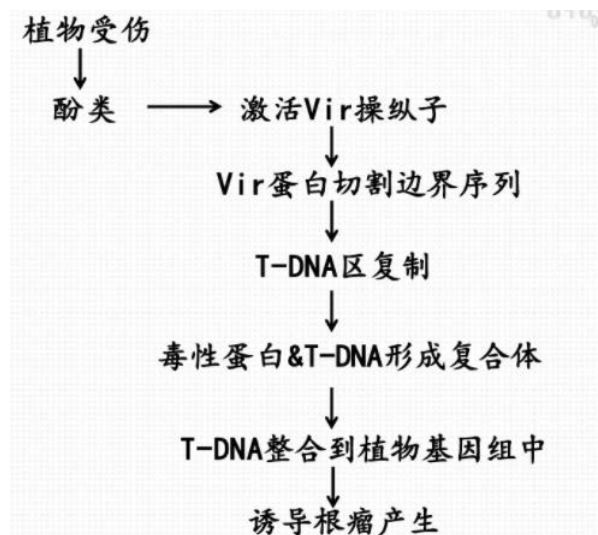 植物受伤
酚类 → 激活Vir操纵子
Vir蛋白切割边界序列
T-DNA区复制
毒性蛋白&T-DNA形成复合体
T-DNA整合到植物基因组中
诱导根瘤产生